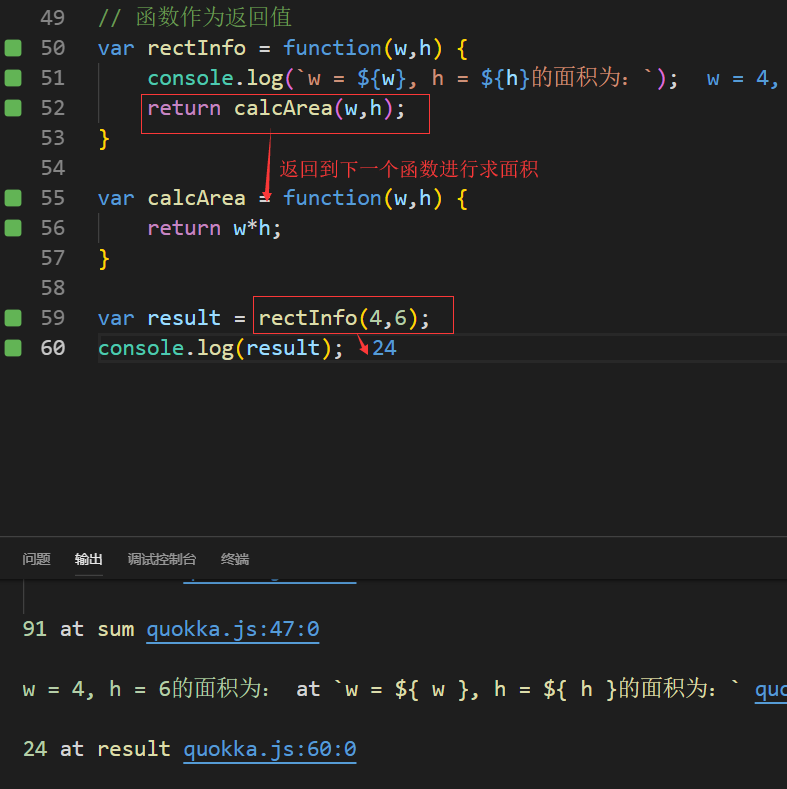 49 // 函数作为返回值
50 var rectInfo = function(w,h) {
51 console.log(`w = ${w}, h = ${h}的面积为：`); w = 4,
52 return calcArea(w,h);
53 }
54
返回到下一个函数进行求面积
55 var calcArea = function(w,h) {
56 return w*h;
57 }
58
59 var result = rectInfo(4,6);
60 console.log(result); 24
问题 输出 调试控制台 终端
91 at sum quokka.js:47:0
w = 4, h = 6的面积为： at `w = ${ w }, h = ${ h }的面积为：` quo
24 at result quokka.js:60:0